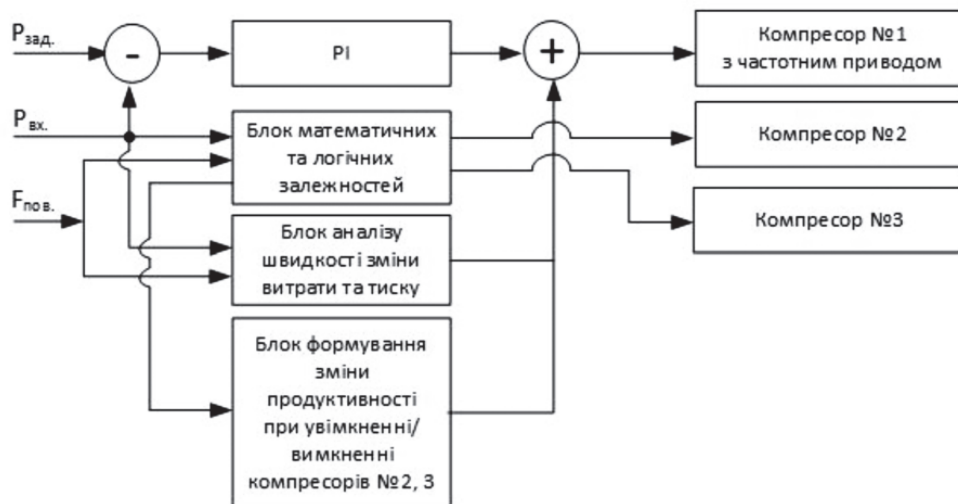 Pзад.
-
PI
+
Компресор №1
з частотним приводом
Pвх.
Блок математичних
та логічних
залежностей
Компресор №2
Fпов.
Компресор №3
Блок аналізу
швидкості зміни
витрати та тиску
Блок формування
зміни
продуктивності
при увімкненні/
вимкненні
компресорів №2, 3